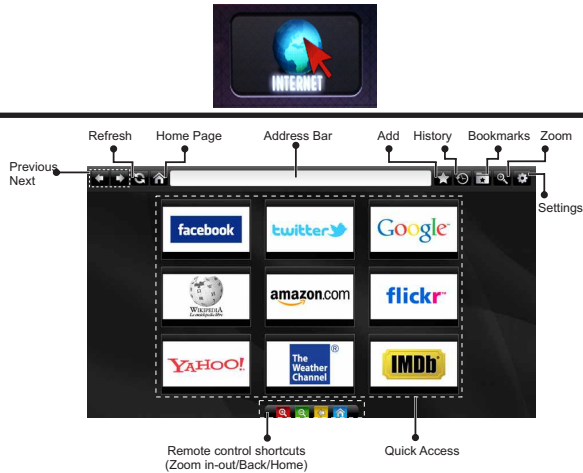 INTERNET
Refresh Home Page Address Bar Add History Bookmarks Zoom
Previous
Next
Settings
facebook twitter Google
WIKIPEDIA
amazon.com flickr
YAHOO! The Weather Channel ® IMDb
Remote control shortcuts Quick Access
(Zoom in-out/Back/Home)